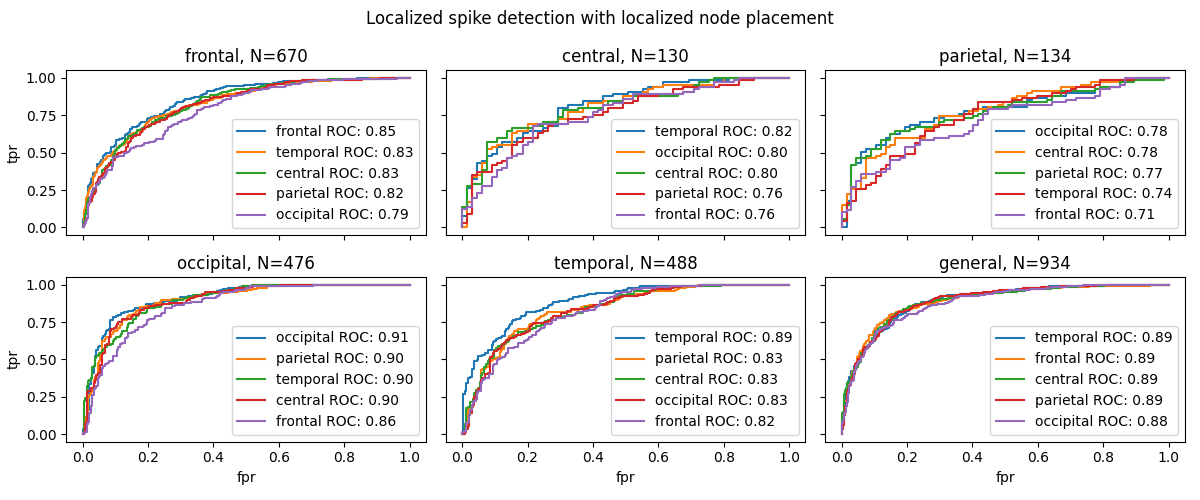 Localized spike detection with localized node placement
frontal, N=670
tpr
1.00
0.75
0.50
0.25
0.00
frontal ROC: 0.85
temporal ROC: 0.83
central ROC: 0.83
parietal ROC: 0.82
occipital ROC: 0.79
central, N=130
temporal ROC: 0.82
occipital ROC: 0.80
central ROC: 0.80
parietal ROC: 0.76
frontal ROC: 0.76
parietal, N=134
occipital ROC: 0.78
central ROC: 0.78
parietal ROC: 0.77
temporal ROC: 0.74
frontal ROC: 0.71
occipital, N=476
tpr
1.00
0.75
0.50
0.25
0.00
occipital ROC: 0.91
parietal ROC: 0.90
temporal ROC: 0.90
central ROC: 0.90
frontal ROC: 0.86
0.0 0.2 0.4 0.6 0.8 1.0
fpr
temporal, N=488
temporal ROC: 0.89
parietal ROC: 0.83
central ROC: 0.83
occipital ROC: 0.83
frontal ROC: 0.82
0.0 0.2 0.4 0.6 0.8 1.0
fpr
general, N=934
temporal ROC: 0.89
frontal ROC: 0.89
central ROC: 0.89
parietal ROC: 0.89
occipital ROC: 0.88
0.0 0.2 0.4 0.6 0.8 1.0
fpr